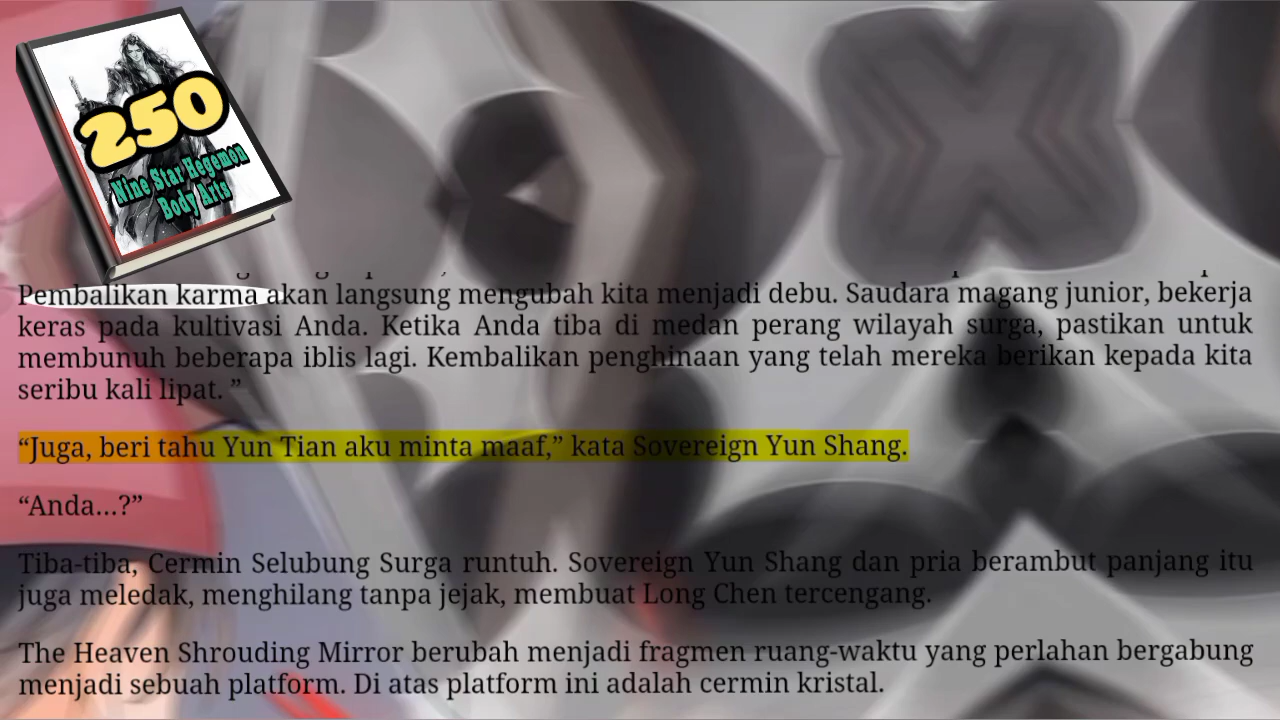 250
Nine Star Hegemon
Body Arts
Pembalikan karma akan langsung mengubah kita menjadi debu. Saudara magang junior, bekerja
keras pada kultivasi Anda. Ketika Anda tiba di medan perang wilayah surga, pastikan untuk
membunuh beberapa iblis lagi. Kembalikan penghinaan yang telah mereka berikan kepada kita
seribu kali lipat. ”
“Juga, beri tahu Yun Tian aku minta maaf,” kata Sovereign Yun Shang.
“Anda…?”
Tiba-tiba, Cermin Selubung Surga runtuh. Sovereign Yun Shang dan pria berambut panjang itu
juga meledak, menghilang tanpa jejak, membuat Long Chen tercengang.
The Heaven Shrouding Mirror berubah menjadi fragmen ruang-waktu yang perlahan bergabung
menjadi sebuah platform. Di atas platform ini adalah cermin kristal.